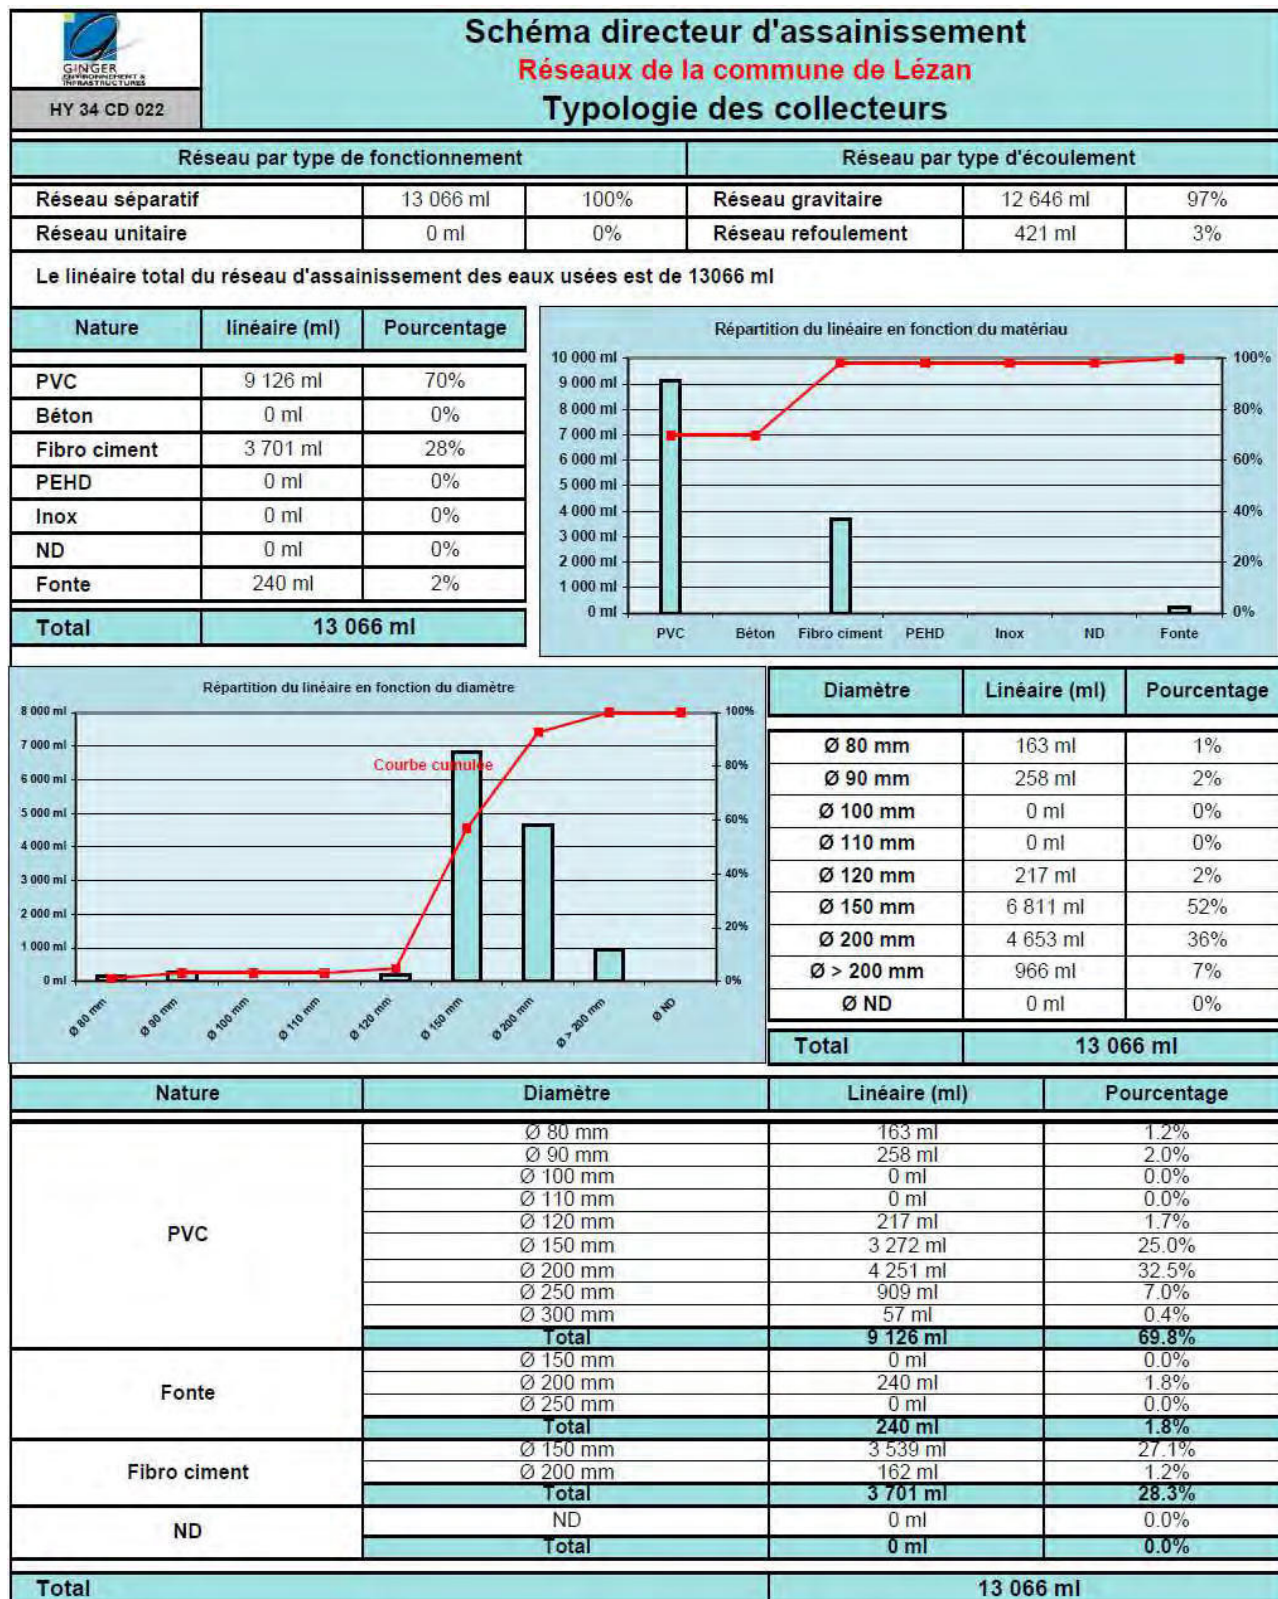 Schéma directeur d'assainissement
Réseaux de la commune de Lézan
Typologie des collecteurs
GINGER
ENVIRONNEMENT &
INFRASTRUCTURES
HY 34 CD 022
Réseau par type de fonctionnement Réseau par type d'écoulement
Réseau séparatif 13 066 ml 100% Réseau gravitaire 12 646 ml 97%
Réseau unitaire 0 ml 0% Réseau refoulement 421 ml 3%
Le linéaire total du réseau d'assainissement des eaux usées est de 13066 ml
Nature linéaire (ml) Pourcentage
PVC 9 126 ml 70%
Béton 0 ml 0%
Fibro ciment 3 701 ml 28%
PEHD 0 ml 0%
Inox 0 ml 0%
ND 0 ml 0%
Fonte 240 ml 2%
Total 13 066 ml
Répartition du linéaire en fonction du matériau
10 000 ml 100%
9 000 ml
8 000 ml 80%
7 000 ml
6 000 ml 60%
5 000 ml
4 000 ml 40%
3 000 ml
2 000 ml 20%
1 000 ml
0 ml 0%
PVC Béton Fibro ciment PEHD Inox ND Fonte
Répartition du linéaire en fonction du diamètre
8 000 ml 100%
7 000 ml
Courbe cumulée 80%
6 000 ml
5 000 ml 60%
4 000 ml
3 000 ml 40%
2 000 ml 20%
1 000 ml
0 ml 0%
Ø 80 mm Ø 90 mm Ø 100 mm Ø 110 mm Ø 120 mm Ø 150 mm Ø 200 mm Ø > 200 mm Ø ND
Diamètre Linéaire (ml) Pourcentage
Ø 80 mm 163 ml 1%
Ø 90 mm 258 ml 2%
Ø 100 mm 0 ml 0%
Ø 110 mm 0 ml 0%
Ø 120 mm 217 ml 2%
Ø 150 mm 6 811 ml 52%
Ø 200 mm 4 653 ml 36%
Ø > 200 mm 966 ml 7%
Ø ND 0 ml 0%
Total 13 066 ml
Nature Diamètre Linéaire (ml) Pourcentage
PVC
Ø 80 mm 163 ml 1.2%
Ø 90 mm 258 ml 2.0%
Ø 100 mm 0 ml 0.0%
Ø 110 mm 0 ml 0.0%
Ø 120 mm 217 ml 1.7%
Ø 150 mm 3 272 ml 25.0%
Ø 200 mm 4 251 ml 32.5%
Ø 250 mm 909 ml 7.0%
Ø 300 mm 57 ml 0.4%
Total 9 126 ml 69.8%
Fonte
Ø 150 mm 0 ml 0.0%
Ø 200 mm 240 ml 1.8%
Ø 250 mm 0 ml 0.0%
Total 240 ml 1.8%
Fibro ciment
Ø 150 mm 3 539 ml 27.1%
Ø 200 mm 162 ml 1.2%
Total 3 701 ml 28.3%
ND
ND 0 ml 0.0%
Total 0 ml 0.0%
Total 13 066 ml